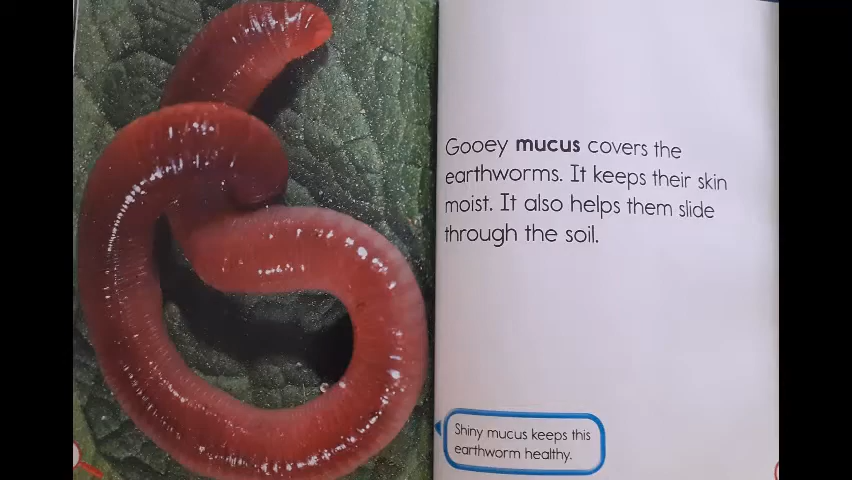 Gooey mucus covers the
earthworms. It keeps their skin
moist. It also helps them slide
through the soil.
Shiny mucus keeps this
earthworm healthy.